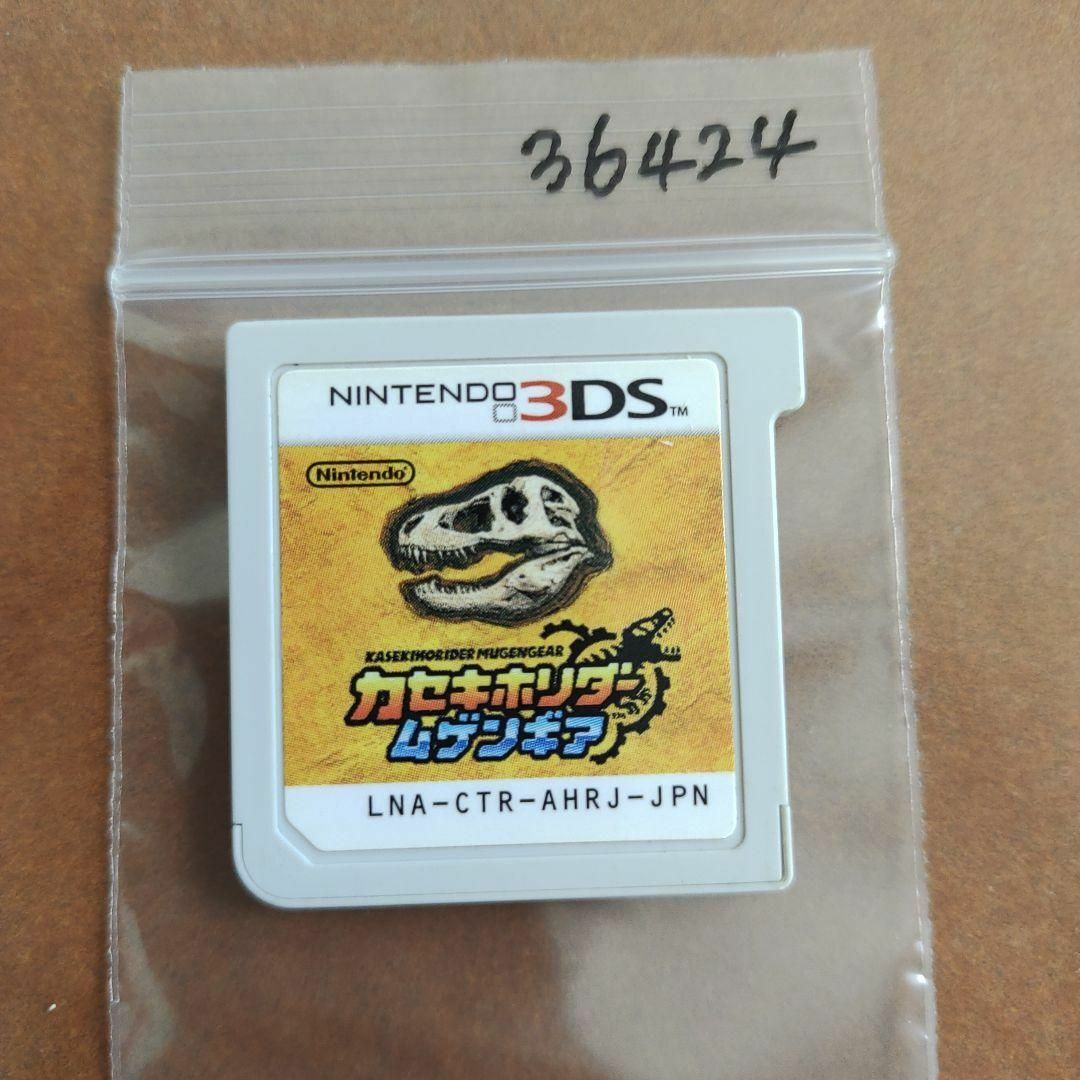 36424
NINTENDO 3DS™
Nintendo®
KASEKIHORIDER MUGENGEAR
カセキホリダー
ムゲンギア
LNA-CTR-AHRJ-JPN